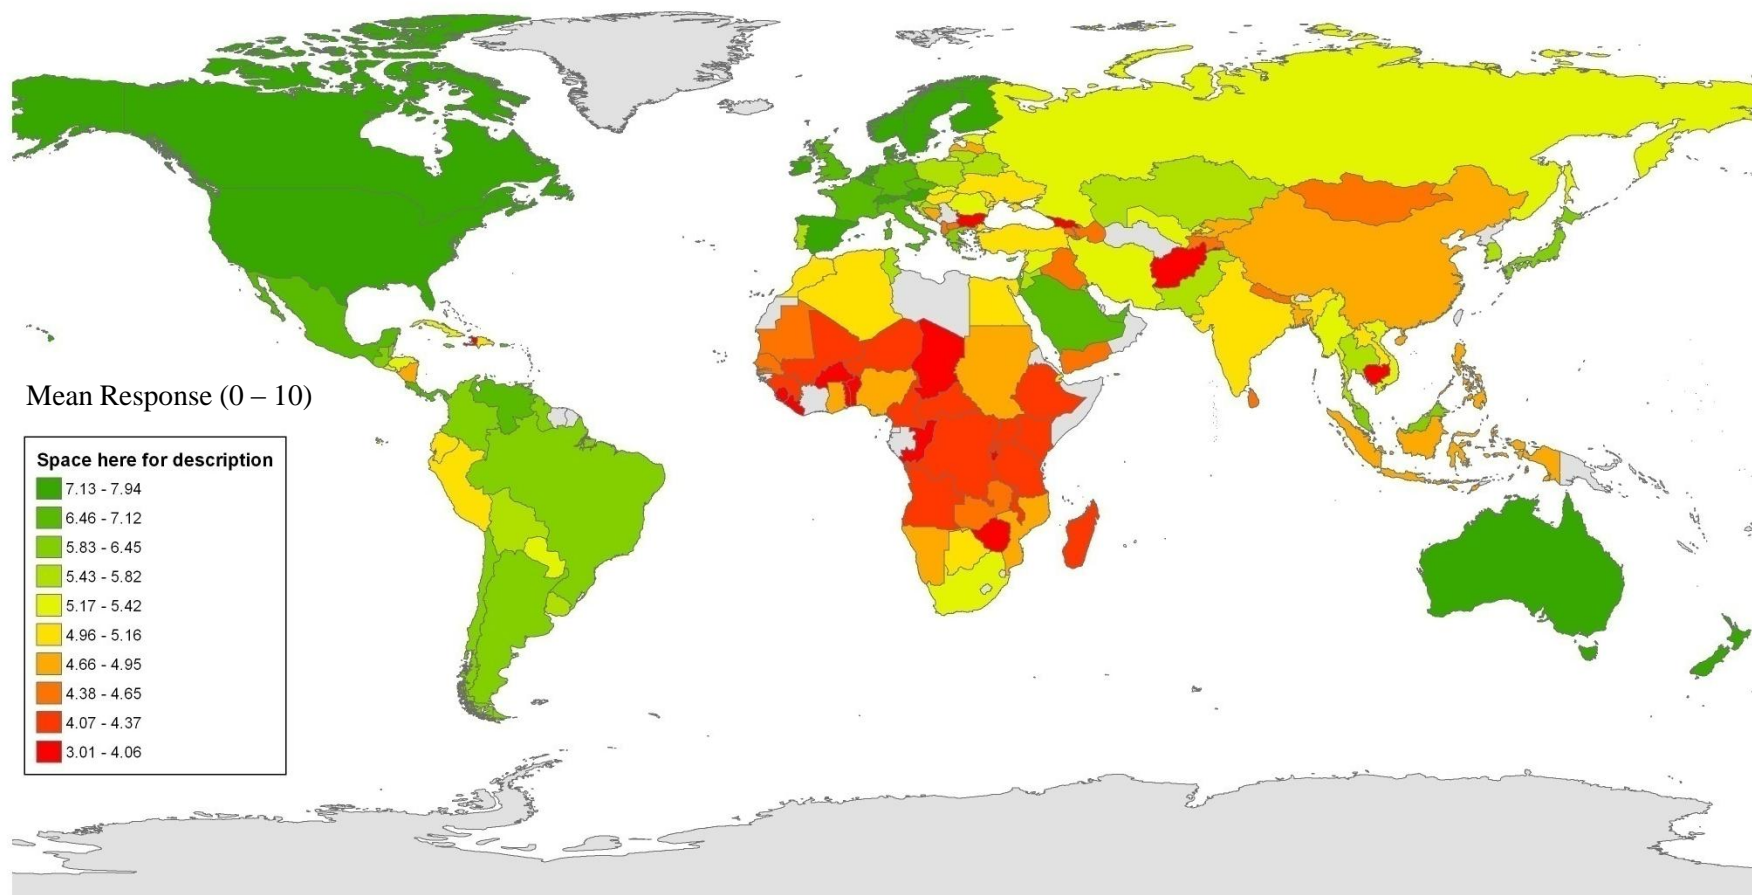 Mean Response (0 – 10)
Space here for description
7.13 - 7.94
6.46 - 7.12
5.83 - 6.45
5.43 - 5.82
5.17 - 5.42
4.96 - 5.16
4.66 - 4.95
4.38 - 4.65
4.07 - 4.37
3.01 - 4.06